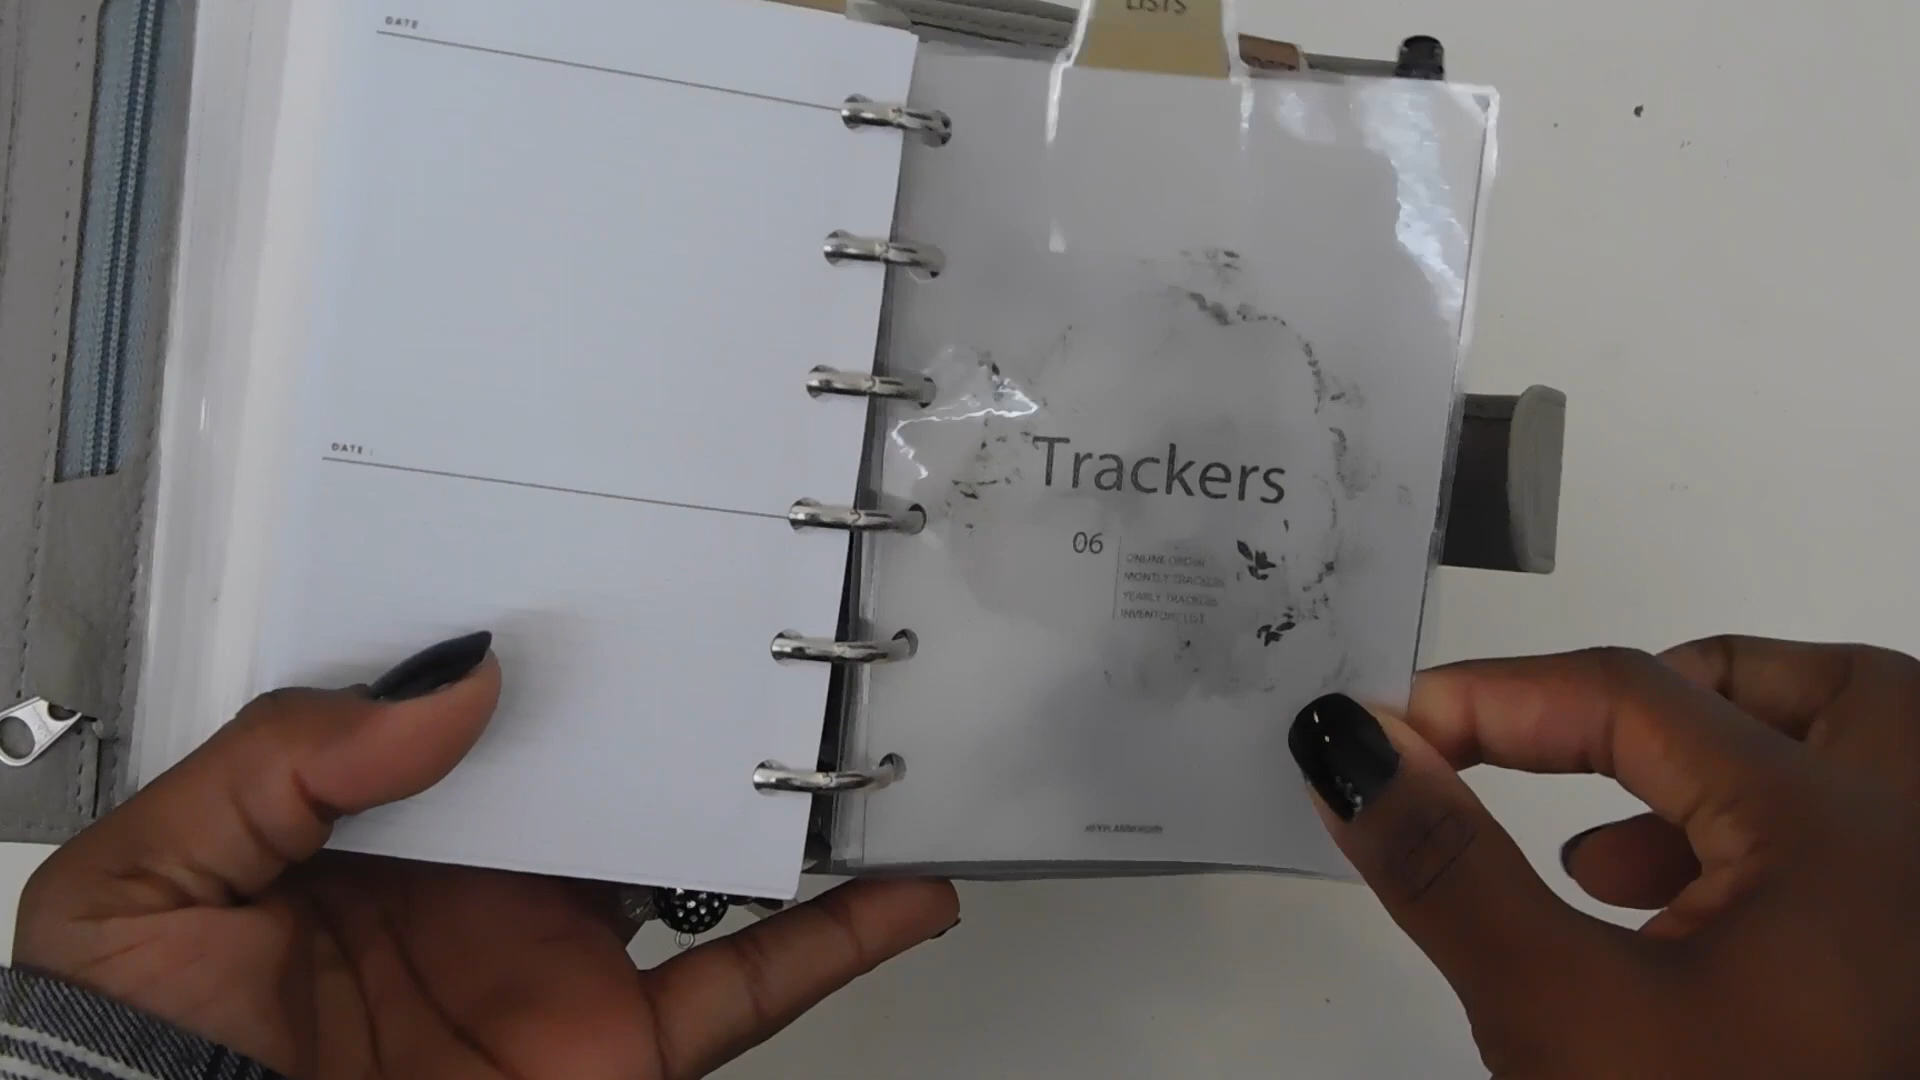 DATE
DATE :
LISTS
Trackers
06
ONLINE ORDER
MONTLY TRACKERS
YEARLY TRACKERS
INVENTORY LIST